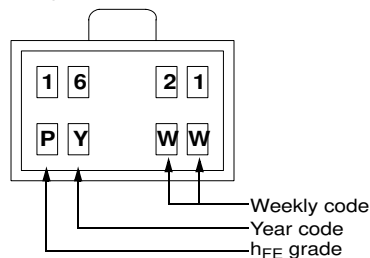 1 6 2 1
P Y W W
Weekly code
Year code
hFE grade